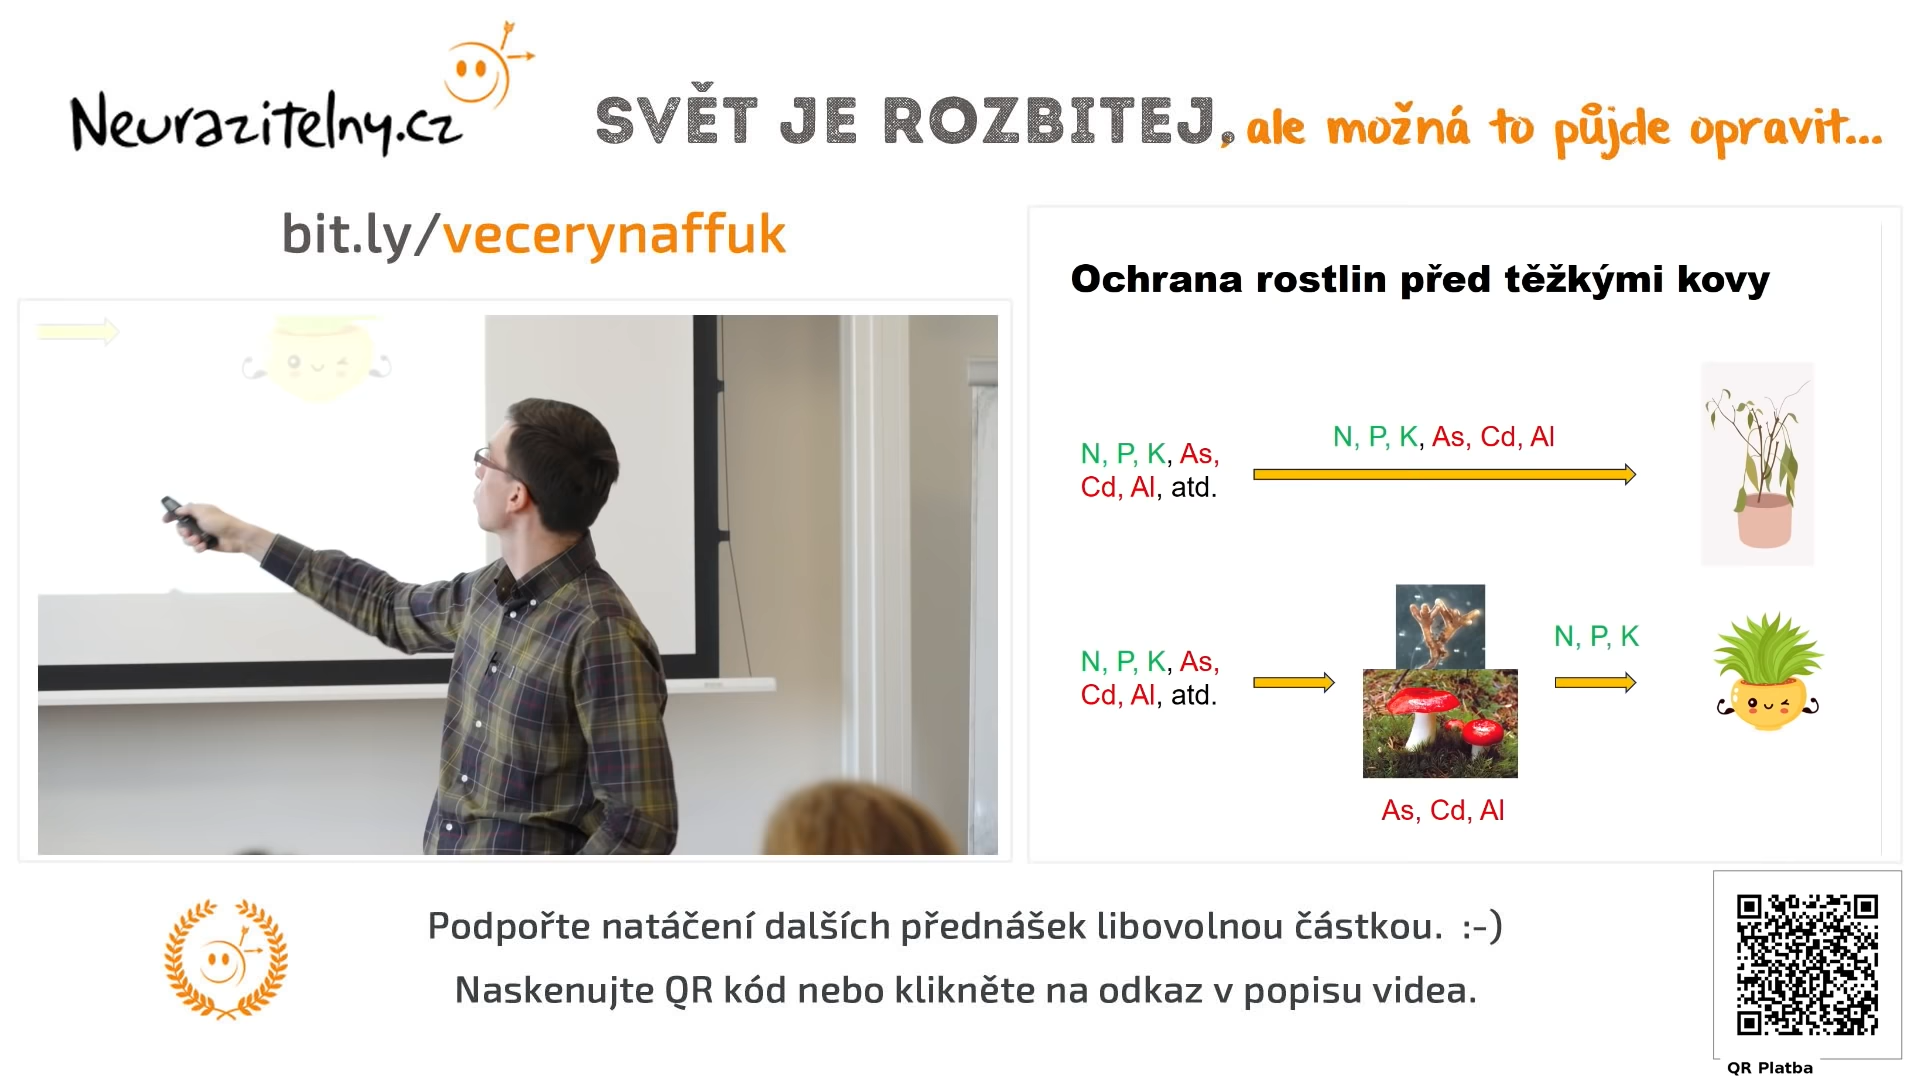 Neurazitelny.cz
SVĚT JE ROZBITEJ, ale možná to půjde opravit...
bit.ly/vecerynaffuk
Ochrana rostlin před těžkými kovy
N, P, K, As,
Cd, Al, atd.
N, P, K, As, Cd, Al
N, P, K, As,
Cd, Al, atd.
N, P, K
As, Cd, Al
Podpořte natáčení dalších přednášek libovolnou částkou. :-)
Naskenujte QR kód nebo klikněte na odkaz v popisu videa.
QR Platba